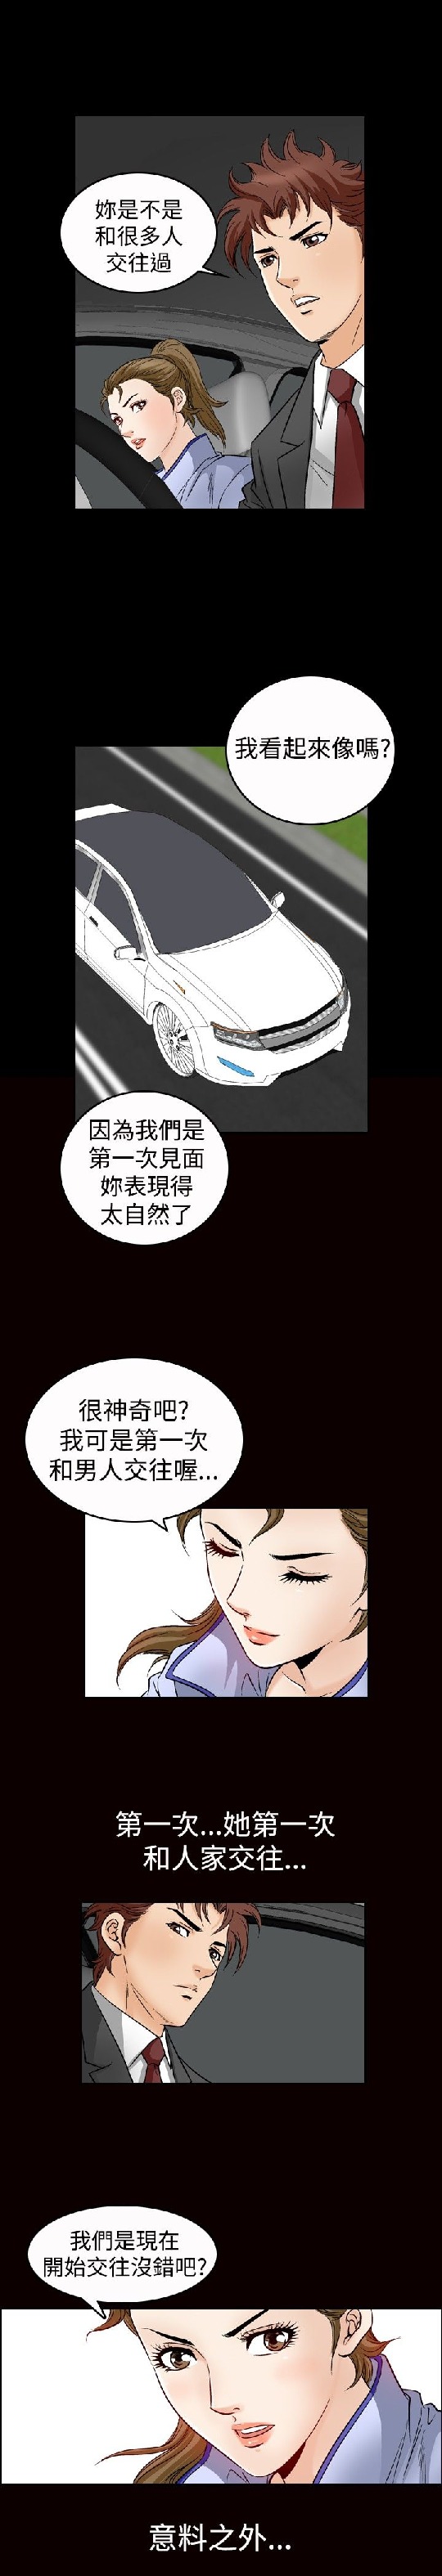 妳是不是
和很多人
交往過
我看起來像嗎?
因為我們是
第一次見面
妳表現得
太自然了
很神奇吧?
我可是第一次
和男人交往喔...
第一次...她第一次
和人家交往...
我們是現在
開始交往沒錯吧?
意料之外...